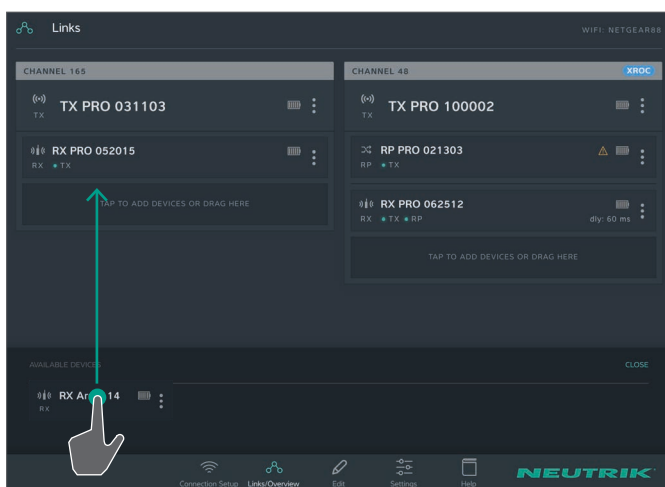 Links
WIFI: NETGEAR88
CHANNEL 165
TX PRO 031103
TX
RX PRO 052015
RX TX
TAP TO ADD DEVICES OR DRAG HERE
CHANNEL 48
XROC
TX PRO 100002
TX
RP PRO 021303
RP TX
RX PRO 062512
RX TX RP
dly: 60 ms
TAP TO ADD DEVICES OR DRAG HERE
AVAILABLE DEVICES
CLOSE
RX 14
RX
Connection Setup Links/Overview Edit Settings Help
NEUTRIK